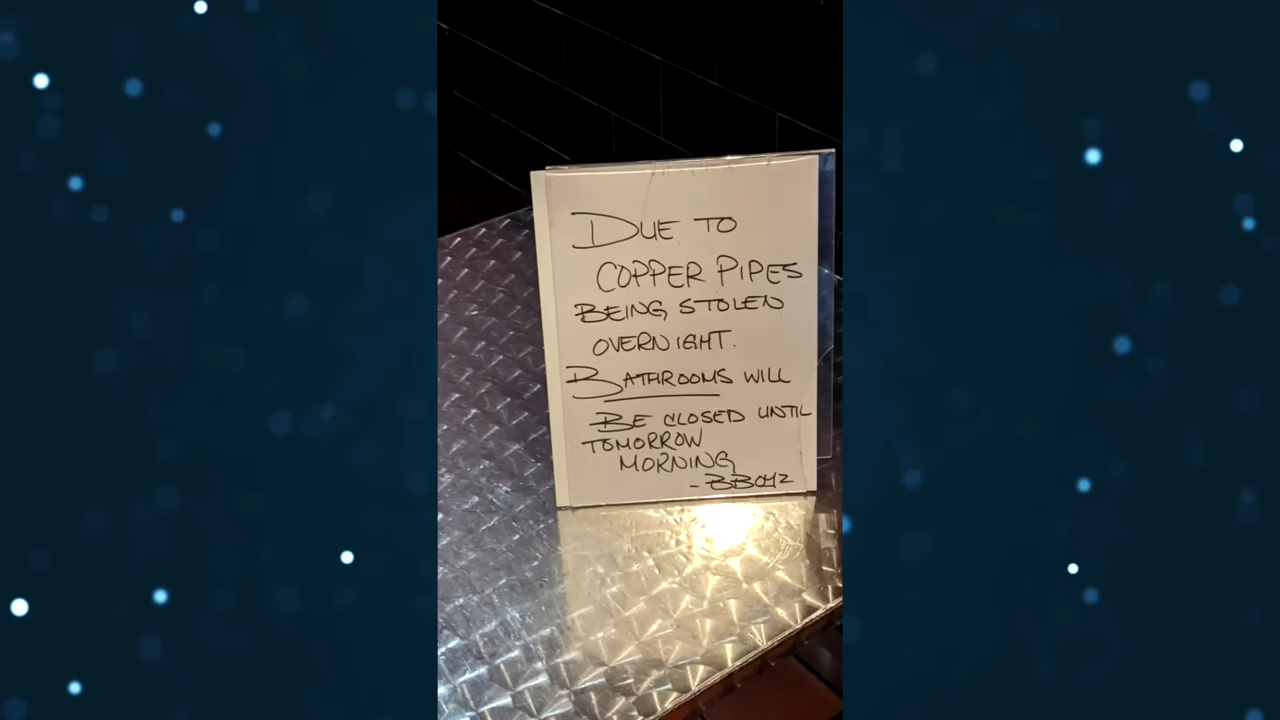 DUE TO
COPPER PIPES
BEING STOLEN
OVERNIGHT.
BATHROOMS WILL
BE CLOSED UNTIL
TOMORROW
MORNING
- BBOYZ